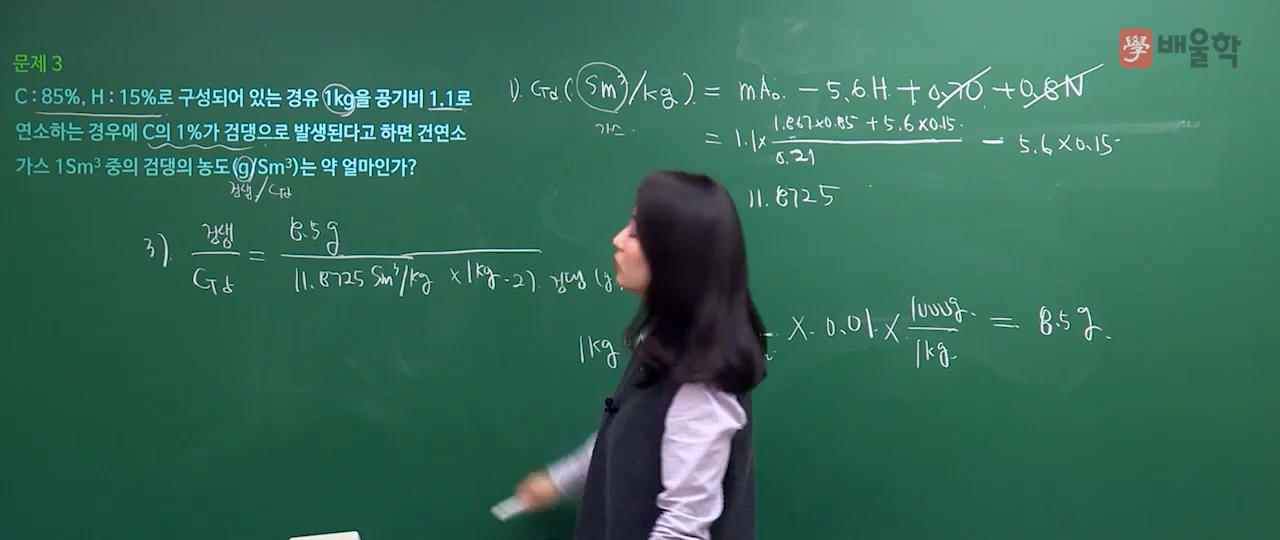 學 배울학
문제 3
C : 85%, H : 15%로 구성되어 있는 경유 1kg을 공기비 1.1로
연소하는 경우에 C의 1%가 검댕으로 발생된다고 하면 건연소
가스 1Sm³ 중의 검댕의 농도(g/Sm³)는 약 얼마인가?
검댕/Gd
1). Gd (Sm³/kg) = mAo - 5.6H + 0.7O + 0.8N
가스
= 1.1 × (1.867×0.85 + 5.6×0.15) / 0.21 - 5.6×0.15
11.8725
3). 검댕/Gd = 8.5g / 11.8725 Sm³/kg × 1kg
2). 검댕 (g)
1kg × 0.01 × 1000g/1kg = 8.5g